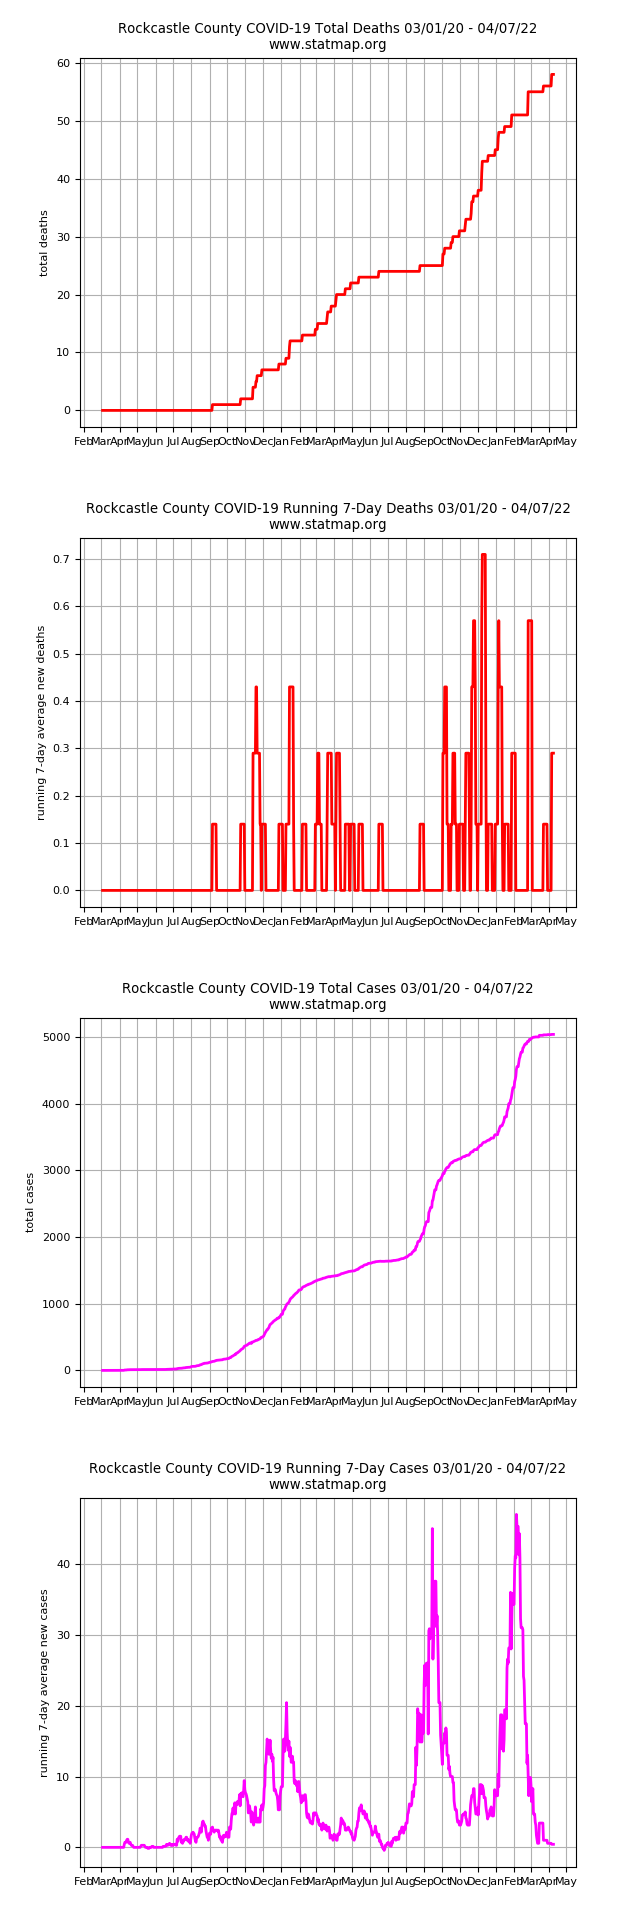 Rockcastle County COVID-19 Total Deaths 03/01/20 - 04/07/22
www.statmap.org
total deaths
60
50
40
30
20
10
0
Feb Mar Apr May Jun Jul Aug Sep Oct Nov Dec Jan Feb Mar Apr May Jun Jul Aug Sep Oct Nov Dec Jan Feb Mar Apr May
Rockcastle County COVID-19 Running 7-Day Deaths 03/01/20 - 04/07/22
www.statmap.org
running 7-day average new deaths
0.7
0.6
0.5
0.4
0.3
0.2
0.1
0.0
Feb Mar Apr May Jun Jul Aug Sep Oct Nov Dec Jan Feb Mar Apr May Jun Jul Aug Sep Oct Nov Dec Jan Feb Mar Apr May
Rockcastle County COVID-19 Total Cases 03/01/20 - 04/07/22
www.statmap.org
total cases
5000
4000
3000
2000
1000
0
Feb Mar Apr May Jun Jul Aug Sep Oct Nov Dec Jan Feb Mar Apr May Jun Jul Aug Sep Oct Nov Dec Jan Feb Mar Apr May
Rockcastle County COVID-19 Running 7-Day Cases 03/01/20 - 04/07/22
www.statmap.org
running 7-day average new cases
40
30
20
10
0
Feb Mar Apr May Jun Jul Aug Sep Oct Nov Dec Jan Feb Mar Apr May Jun Jul Aug Sep Oct Nov Dec Jan Feb Mar Apr May